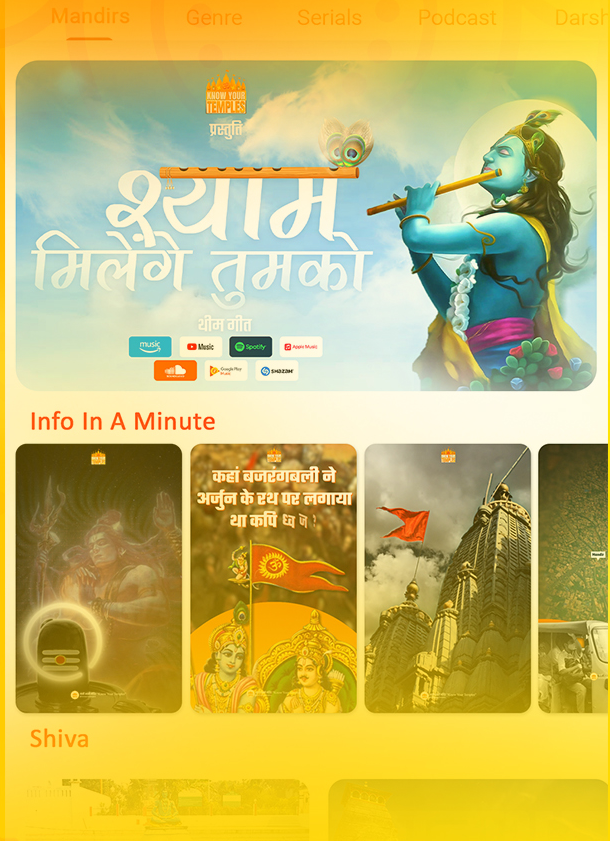 Mandirs Genre Serials Podcast Darsh
KNOW YOUR
TEMPLES
प्रस्तुति
श्याम
मिलेंगे तुमको
थीम गीत
music Music Spotify Apple Music
Google Play
Music
SHAZAM
Info In A Minute
कहां बजरंगबली ने
अर्जुन के रथ पर लगाया
था कपि ध्वज ?
Shiva